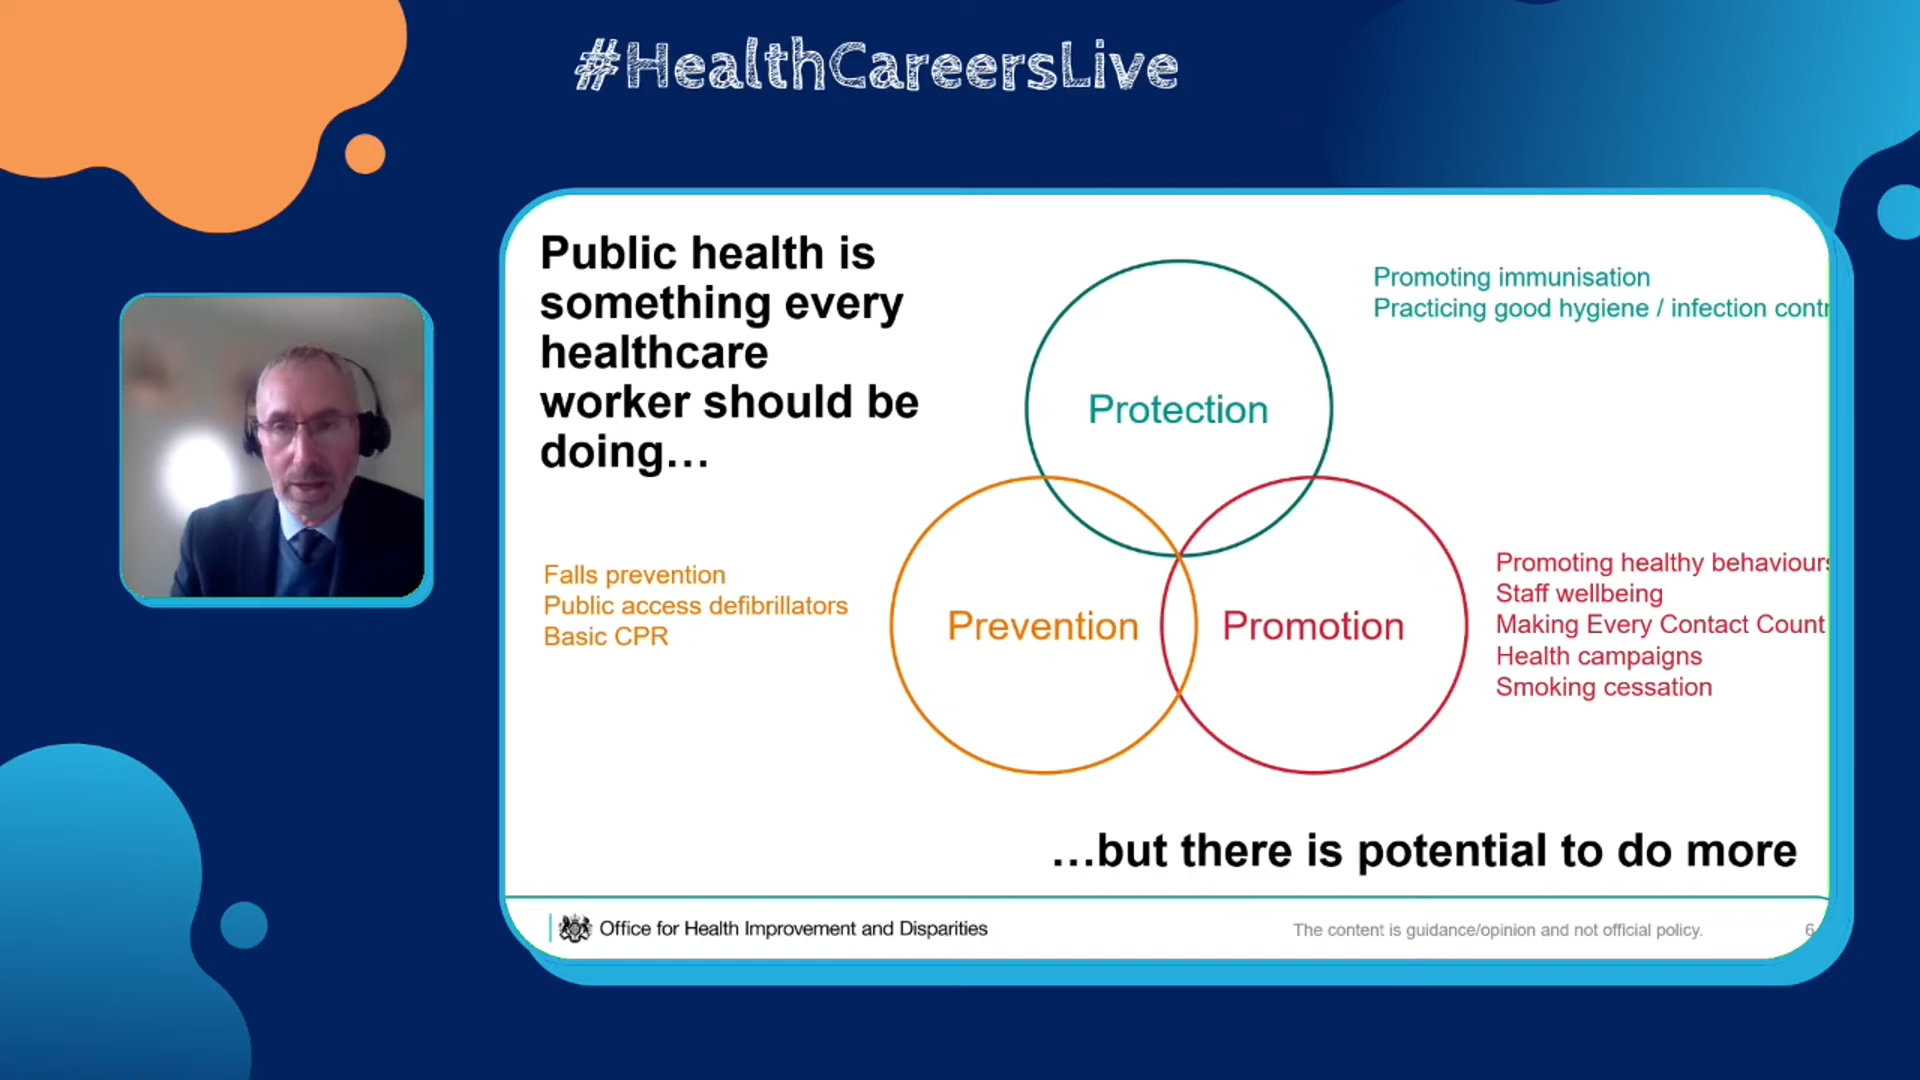 #HealthCareersLive
Public health is
something every
healthcare
worker should be
doing…
Promoting immunisation
Practicing good hygiene / infection contr
Protection
Falls prevention
Public access defibrillators
Basic CPR
Prevention
Promotion
Promoting healthy behaviours
Staff wellbeing
Making Every Contact Count
Health campaigns
Smoking cessation
…but there is potential to do more
Office for Health Improvement and Disparities
The content is guidance/opinion and not official policy.
6